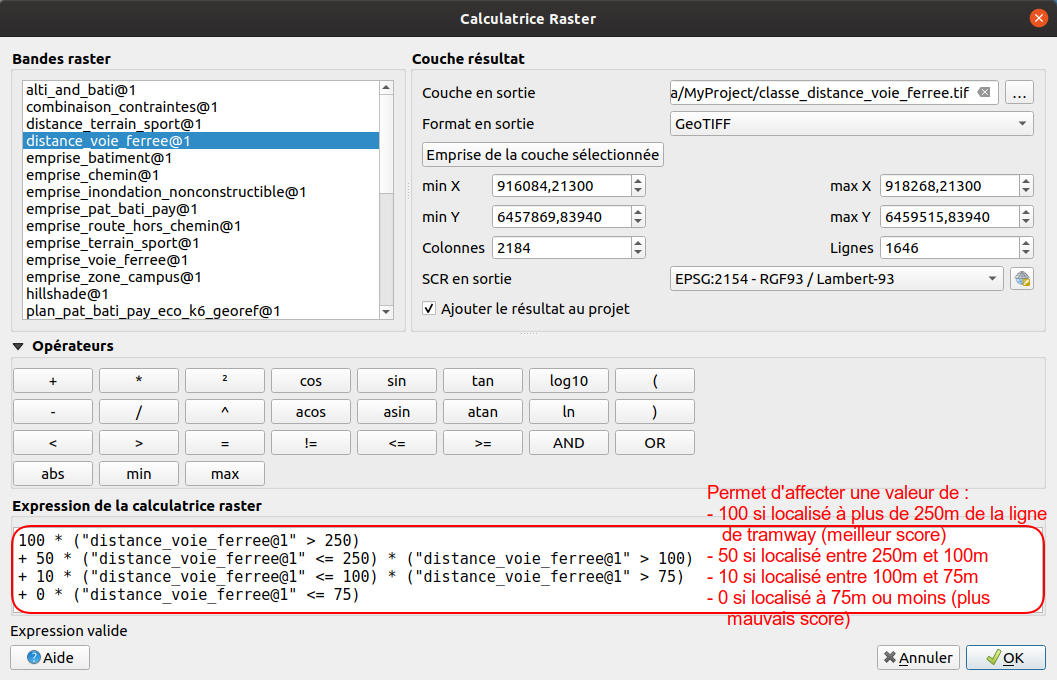 Calculatrice Raster
Bandes raster
alti_and_bati@1
combinaison_contraintes@1
distance_terrain_sport@1
distance_voie_ferree@1
emprise_batiment@1
emprise_chemin@1
emprise_inondation_nonconstructible@1
emprise_pat_bati_pay@1
emprise_route_hors_chemin@1
emprise_terrain_sport@1
emprise_voie_ferree@1
emprise_zone_campus@1
hillshade@1
plan_pat_bati_pay_eco_k6_georef@1
Couche résultat
Couche en sortie a/MyProject/classe_distance_voie_ferree.tif ...
Format en sortie GeoTIFF
Emprise de la couche sélectionnée
min X 916084,21300 max X 918268,21300
min Y 6457869,83940 max Y 6459515,83940
Colonnes 2184 Lignes 1646
SCR en sortie EPSG:2154 - RGF93 / Lambert-93
Ajouter le résultat au projet
Opérateurs
+ * ² cos sin tan log10 (
- / ^ acos asin atan ln )
< > = != <= >= AND OR
abs min max
Expression de la calculatrice raster
100 * ("distance_voie_ferree@1" > 250)
+ 50 * ("distance_voie_ferree@1" <= 250) * ("distance_voie_ferree@1" > 100)
+ 10 * ("distance_voie_ferree@1" <= 100) * ("distance_voie_ferree@1" > 75)
+ 0 * ("distance_voie_ferree@1" <= 75)
Permet d'affecter une valeur de :
- 100 si localisé à plus de 250m de la ligne
de tramway (meilleur score)
- 50 si localisé entre 250m et 100m
- 10 si localisé entre 100m et 75m
- 0 si localisé à 75m ou moins (plus
mauvais score)
Expression valide
Aide Annuler OK